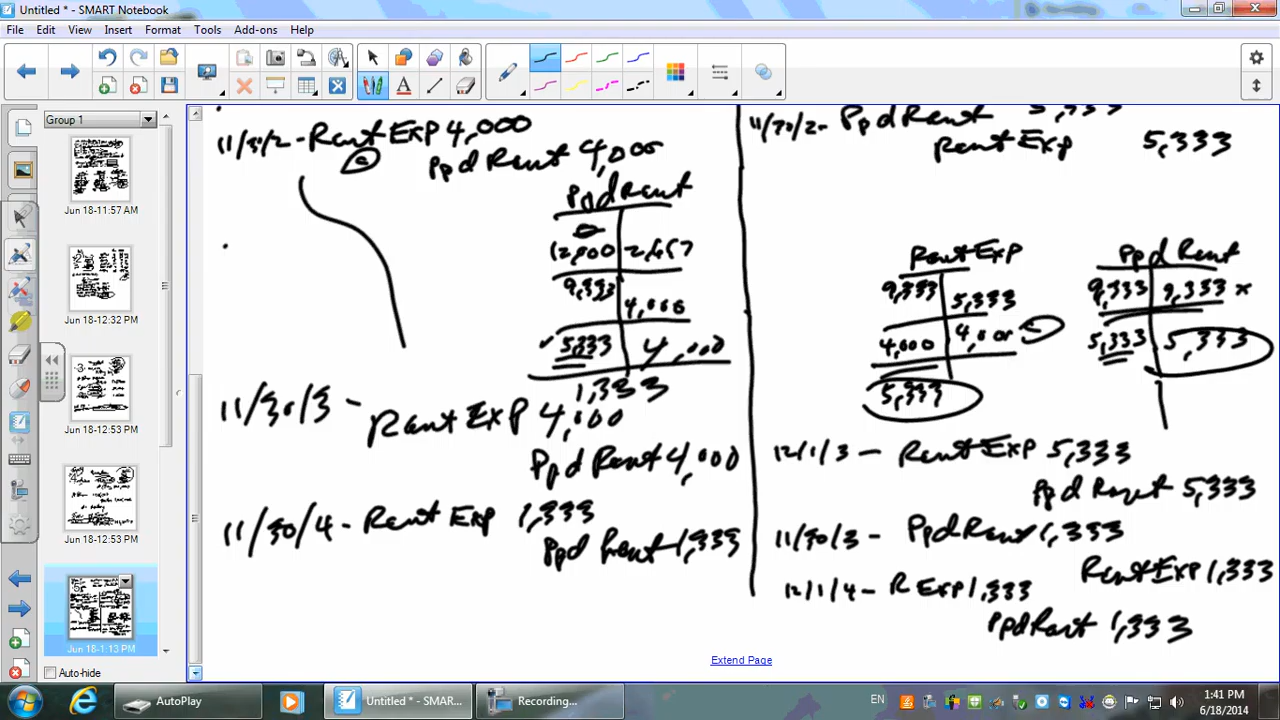 Untitled * - SMART Notebook
File Edit View Insert Format Tools Add-ons Help
Group 1
Jun 18-11:57 AM
Jun 18-12:32 PM
Jun 18-12:53 PM
Jun 18-12:53 PM
Jun 18-1:13 PM
Auto-hide
11/30/2- Rent EXP 4,000
Ppd Rent 4,000
Ppd Rent
12,000 2,667
9,333
4,000
5,333 4,000
1,333
11/30/3 - Rent EXP 4,000
Ppd Rent 4,000
11/30/4 - Rent Exp 1,333
Ppd Rent 1,333
11/30/2- Ppd Rent 5,333
Rent Exp 5,333
Rent Exp
9,333 5,333
4,000 4,000
5,333
Ppd Rent
9,333 9,333 x
5,333 5,333
12/1/3 - Rent Exp 5,333
Ppd Rent 5,333
11/30/3 - Ppd Rent 1,333
Rent Exp 1,333
12/1/4 - R Exp 1,333
Ppd Rent 1,333
Extend Page
AutoPlay
Untitled * - SMAR...
Recording...
EN
1:41 PM
6/18/2014